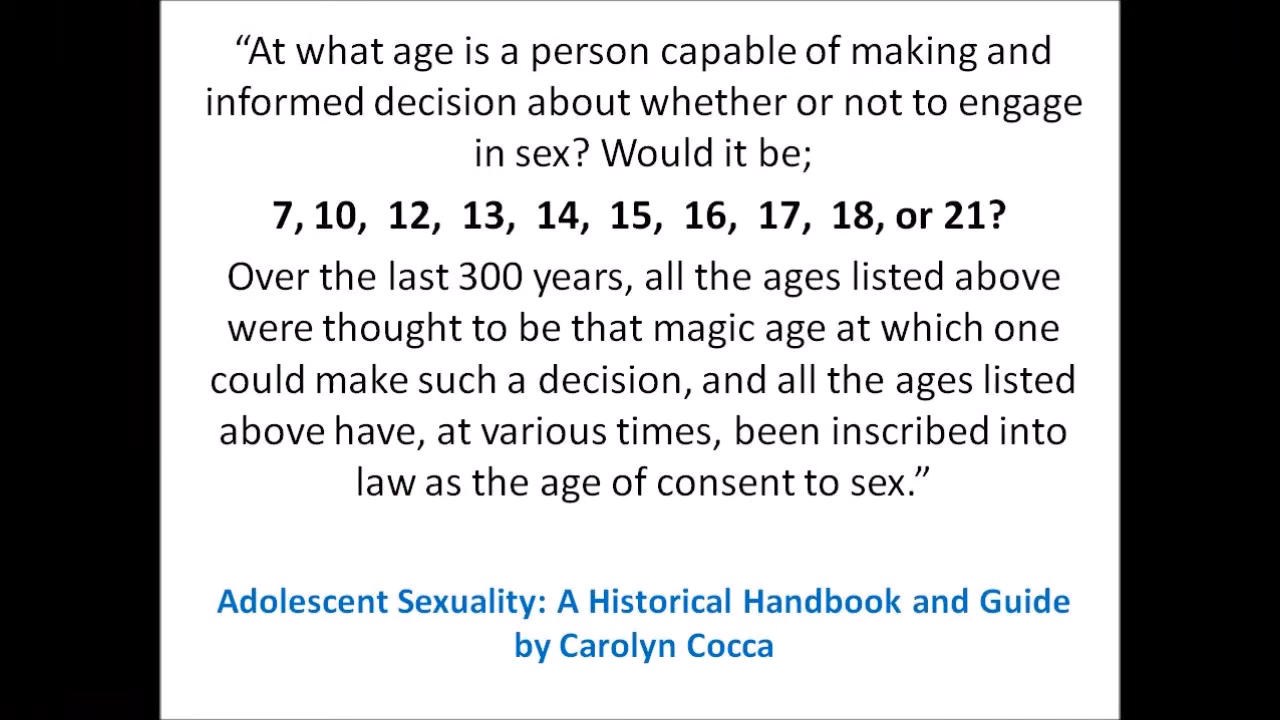 “At what age is a person capable of making and
informed decision about whether or not to engage
in sex? Would it be;
7, 10, 12, 13, 14, 15, 16, 17, 18, or 21?
Over the last 300 years, all the ages listed above
were thought to be that magic age at which one
could make such a decision, and all the ages listed
above have, at various times, been inscribed into
law as the age of consent to sex.”
Adolescent Sexuality: A Historical Handbook and Guide
by Carolyn Cocca